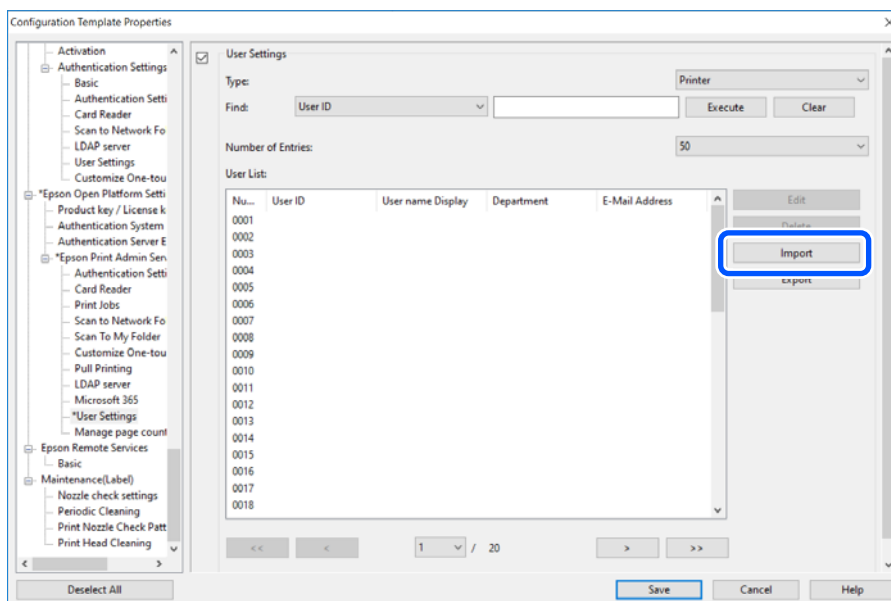 Configuration Template Properties
Activation
Authentication Settings
Basic
Authentication Setti
Card Reader
Scan to Network Fo
LDAP server
User Settings
Customize One-tou
*Epson Open Platform Setti
Product key / License k
Authentication System
Authentication Server E
*Epson Print Admin Serv
Authentication Setti
Card Reader
Print Jobs
Scan to Network Fo
Scan To My Folder
Customize One-tou
Pull Printing
LDAP server
Microsoft 365
*User Settings
Manage page count
Epson Remote Services
Basic
Maintenance(Label)
Nozzle check settings
Periodic Cleaning
Print Nozzle Check Patt
Print Head Cleaning
Deselect All
User Settings
Type: Printer
Find: User ID Execute Clear
Number of Entries: 50
User List:
Nu... User ID User name Display Department E-Mail Address
0001
0002
0003
0004
0005
0006
0007
0008
0009
0010
0011
0012
0013
0014
0015
0016
0017
0018
Edit
Delete
Import
Export
<< < 1 / 20 > >>
Save Cancel Help